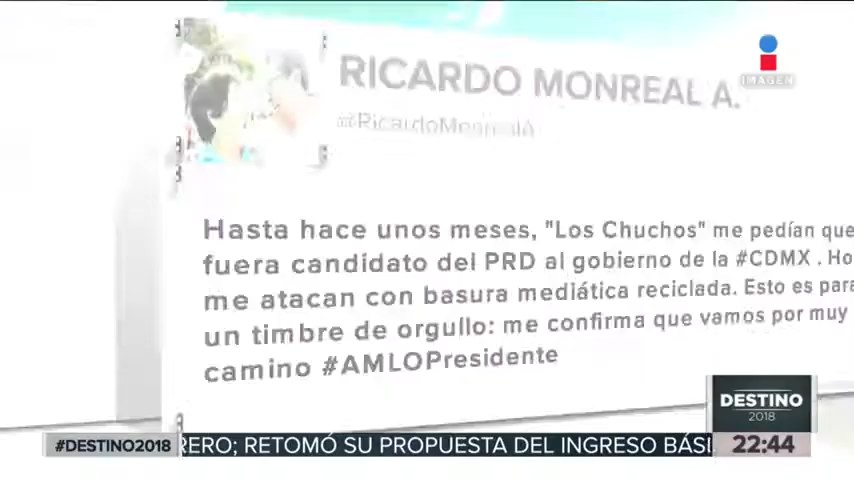 IMAGEN
RICARDO MONREAL A.
@RicardoMonrealA
Hasta hace unos meses, "Los Chuchos" me pedían que
fuera candidato del PRD al gobierno de la #CDMX . Ho
me atacan con basura mediática reciclada. Esto es para
un timbre de orgullo: me confirma que vamos por muy
camino #AMLOPresidente
DESTINO
2018
#DESTINO2018 RERO; RETOMÓ SU PROPUESTA DEL INGRESO BÁSI 22:44